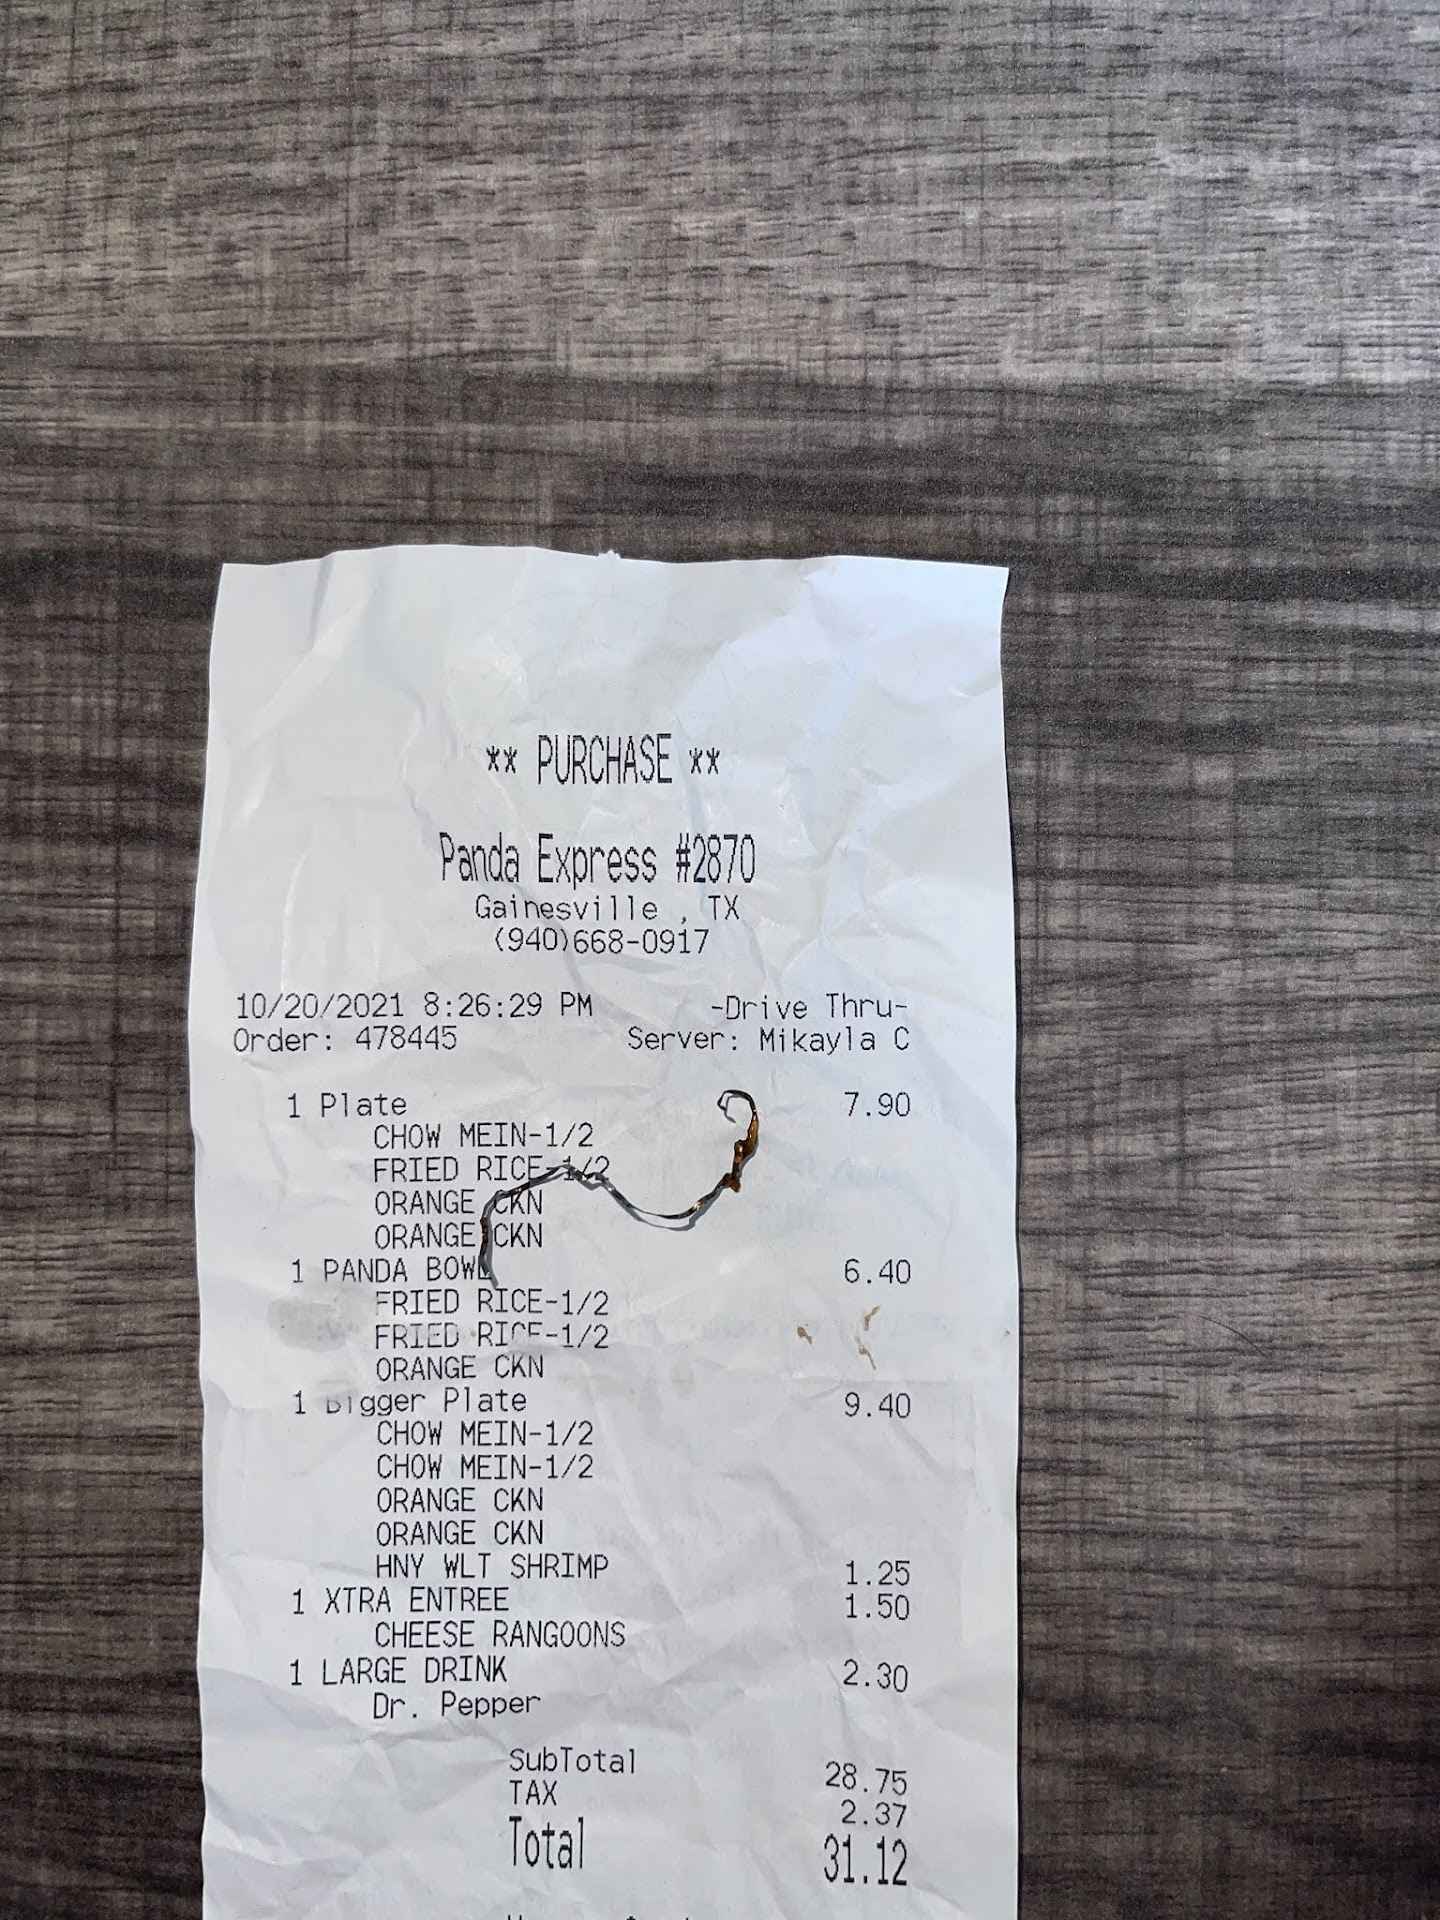 ** PURCHASE **
Panda Express #2870
Gainesville , TX
(940)668-0917
10/20/2021 8:26:29 PM -Drive Thru-
Order: 478445 Server: Mikayla C
1 Plate 7.90
CHOW MEIN-1/2
FRIED RICE-1/2
ORANGE CKN
ORANGE CKN
1 PANDA BOWL 6.40
FRIED RICE-1/2
FRIED RICE-1/2
ORANGE CKN
1 Bigger Plate 9.40
CHOW MEIN-1/2
CHOW MEIN-1/2
ORANGE CKN
ORANGE CKN
HNY WLT SHRIMP 1.25
1 XTRA ENTREE 1.50
CHEESE RANGOONS
1 LARGE DRINK 2.30
Dr. Pepper
SubTotal 28.75
TAX 2.37
Total 31.12